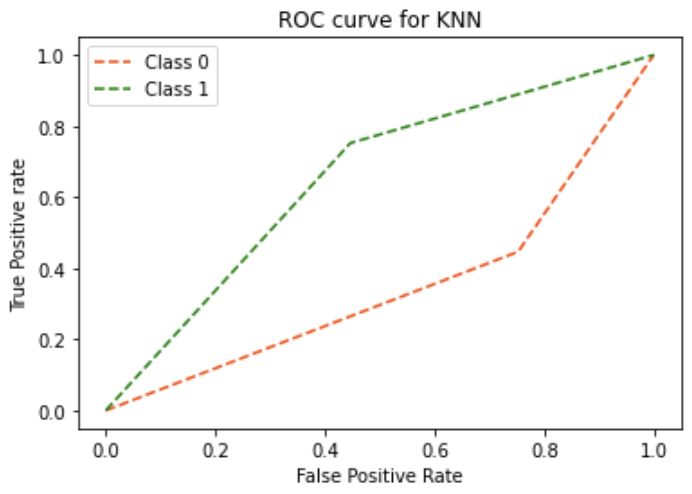 ROC curve for KNN
Class 0
Class 1
True Positive rate
1.0
0.8
0.6
0.4
0.2
0.0
0.0 0.2 0.4 0.6 0.8 1.0
False Positive Rate